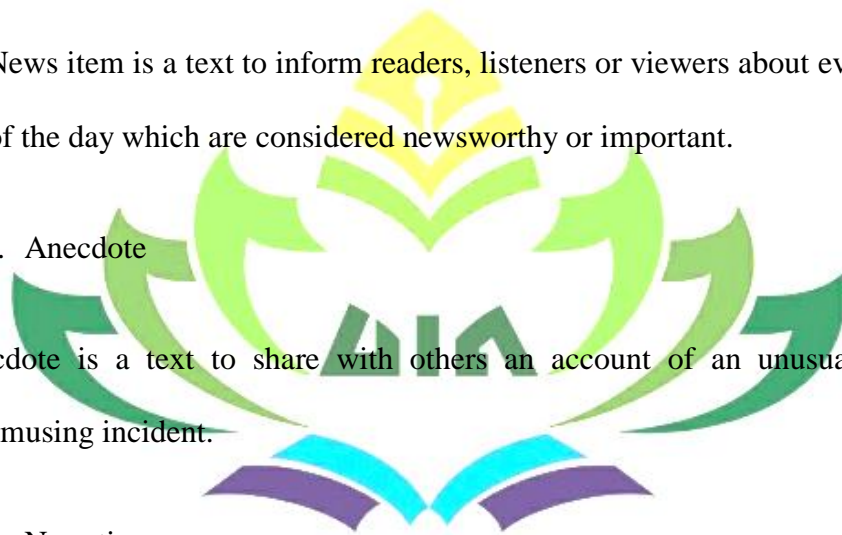 News item is a text to inform readers, listeners or viewers about ev
of the day which are considered newsworthy or important.
. Anecdote
cdote is a text to share with others an account of an unusua
musing incident.